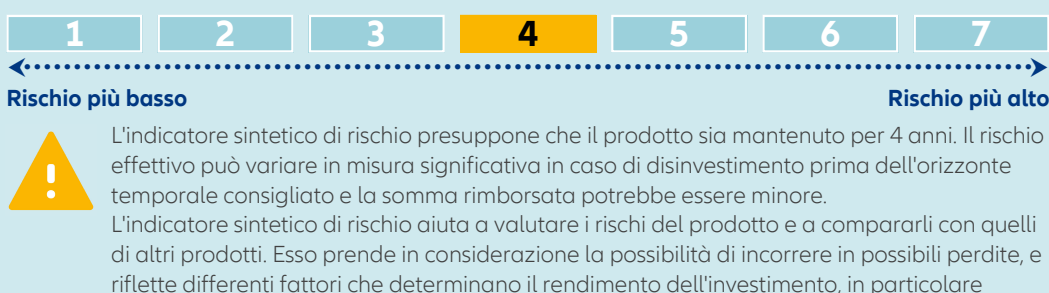 1 2 3 4 5 6 7
Rischio più basso Rischio più alto
L'indicatore sintetico di rischio presuppone che il prodotto sia mantenuto per 4 anni. Il rischio
effettivo può variare in misura significativa in caso di disinvestimento prima dell'orizzonte
temporale consigliato e la somma rimborsata potrebbe essere minore.
L'indicatore sintetico di rischio aiuta a valutare i rischi del prodotto e a compararli con quelli
di altri prodotti. Esso prende in considerazione la possibilità di incorrere in possibili perdite, e
riflette differenti fattori che determinano il rendimento dell'investimento, in particolare